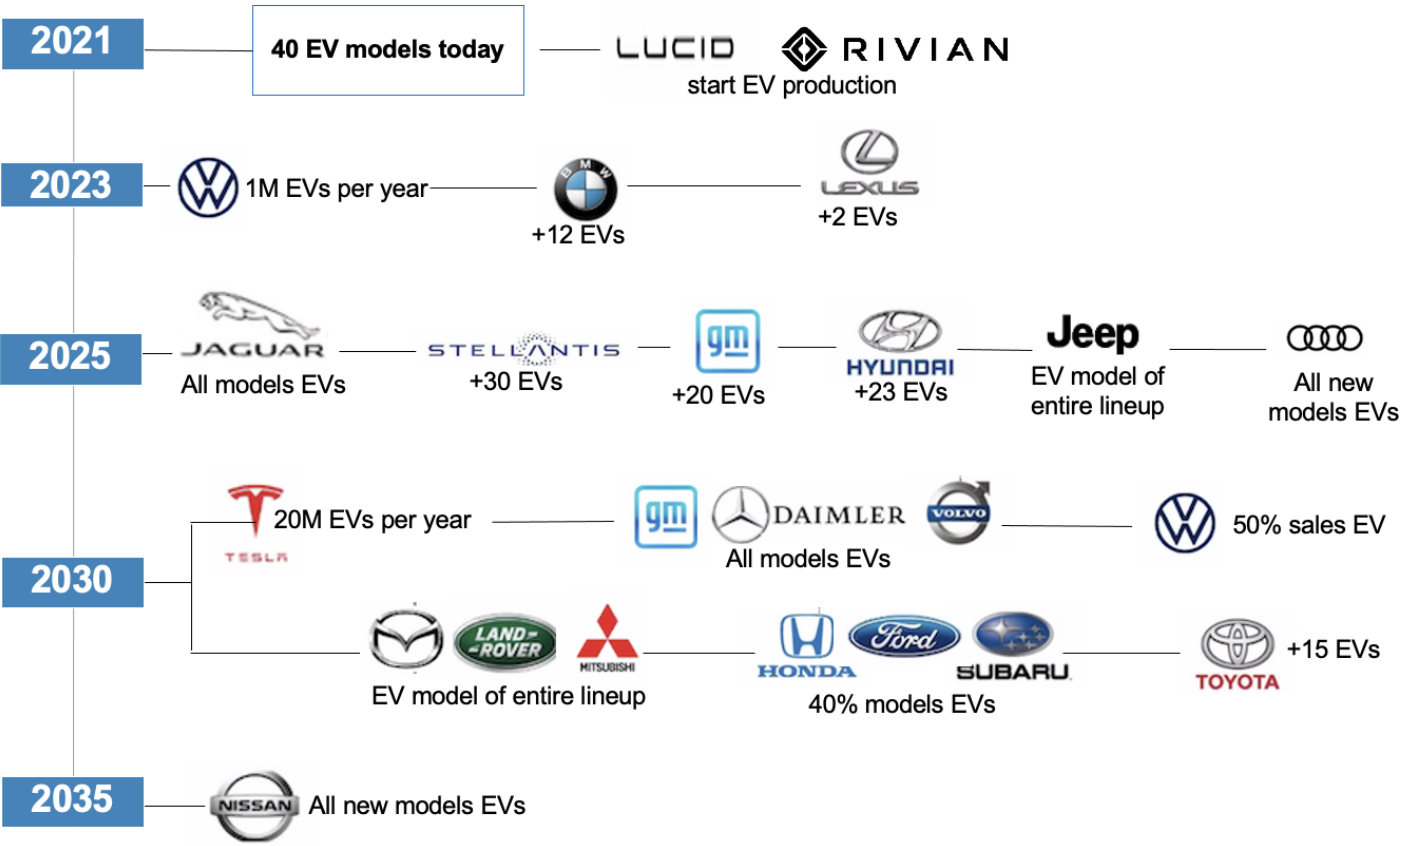 2021
40 EV models today
LUCID
RIVIAN
start EV production
2023
VW
1M EVs per year
BMW
+12 EVs
LEXUS
+2 EVs
2025
JAGUAR
All models EVs
STELLANTIS
+30 EVs
gm
+20 EVs
HYUNDAI
+23 EVs
Jeep
EV model of
entire lineup
All new
models EVs
2030
TESLA
20M EVs per year
gm
DAIMLER
VOLVO
All models EVs
VW
50% sales EV
LAND-
-ROVER
MITSUBISHI
EV model of entire lineup
HONDA
Ford
SUBARU
40% models EVs
TOYOTA
+15 EVs
2035
NISSAN
All new models EVs